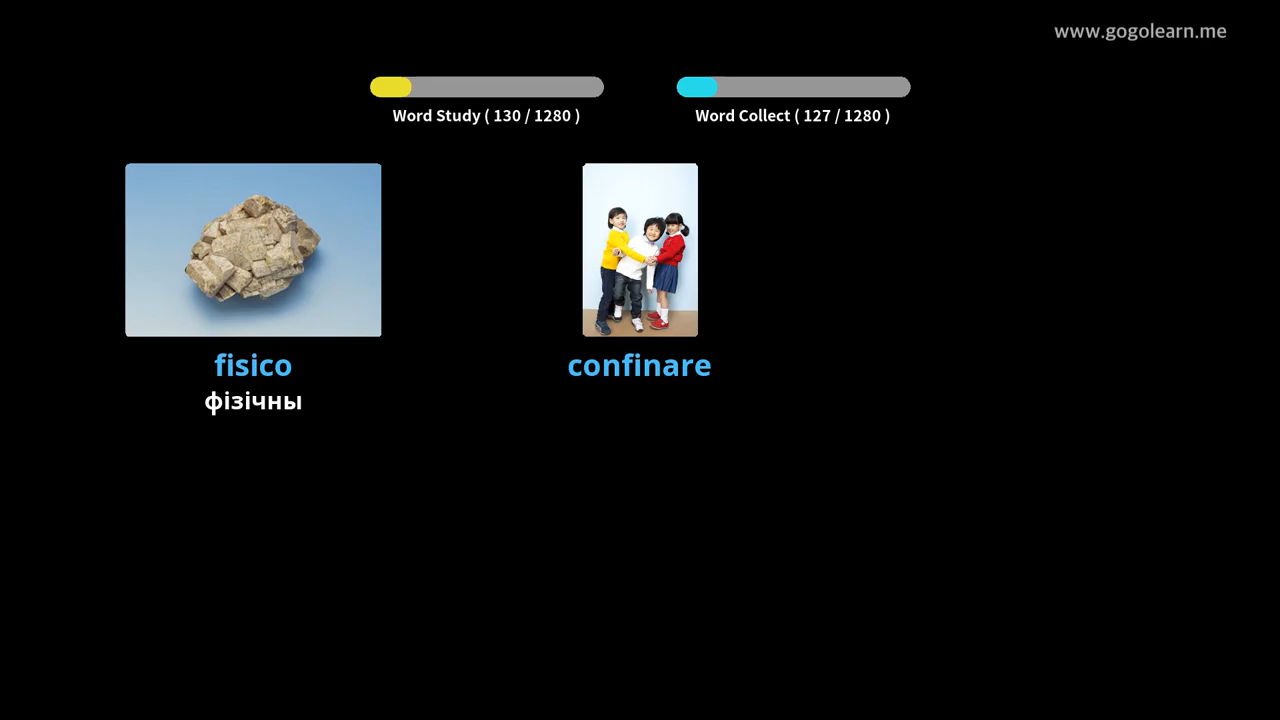 www.gogolearn.me
Word Study ( 130 / 1280 )
Word Collect ( 127 / 1280 )
fisico
фізічны
confinare